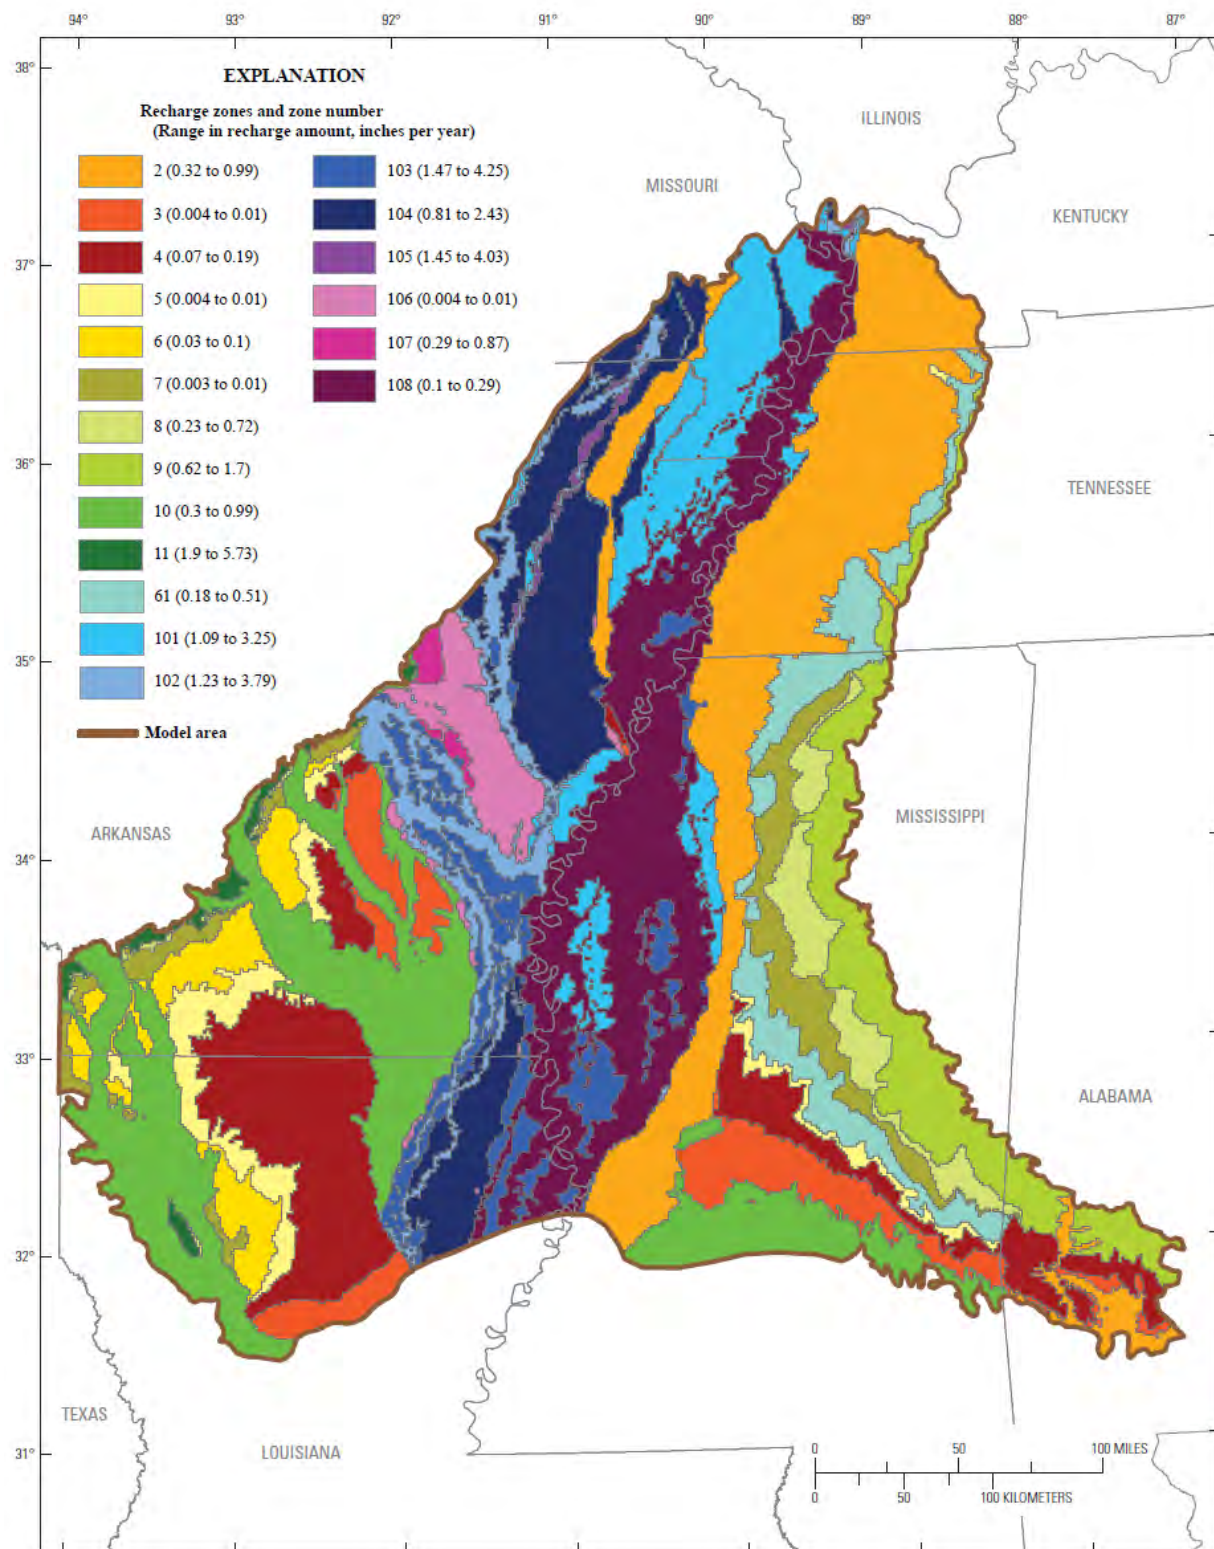 94° 93° 92° 91° 90° 89° 88° 87°
38°
EXPLANATION
Recharge zones and zone number
(Range in recharge amount, inches per year)
2 (0.32 to 0.99)
3 (0.004 to 0.01)
4 (0.07 to 0.19)
5 (0.004 to 0.01)
6 (0.03 to 0.1)
7 (0.003 to 0.01)
8 (0.23 to 0.72)
9 (0.62 to 1.7)
10 (0.3 to 0.99)
11 (1.9 to 5.73)
61 (0.18 to 0.51)
101 (1.09 to 3.25)
102 (1.23 to 3.79)
103 (1.47 to 4.25)
104 (0.81 to 2.43)
105 (1.45 to 4.03)
106 (0.004 to 0.01)
107 (0.29 to 0.87)
108 (0.1 to 0.29)
Model area
ILLINOIS
MISSOURI
KENTUCKY
37°
36°
TENNESSEE
35°
MISSISSIPPI
ARKANSAS
34°
33°
ALABAMA
32°
TEXAS
31°
LOUISIANA
0 50 100 MILES
0 50 100 KILOMETERS